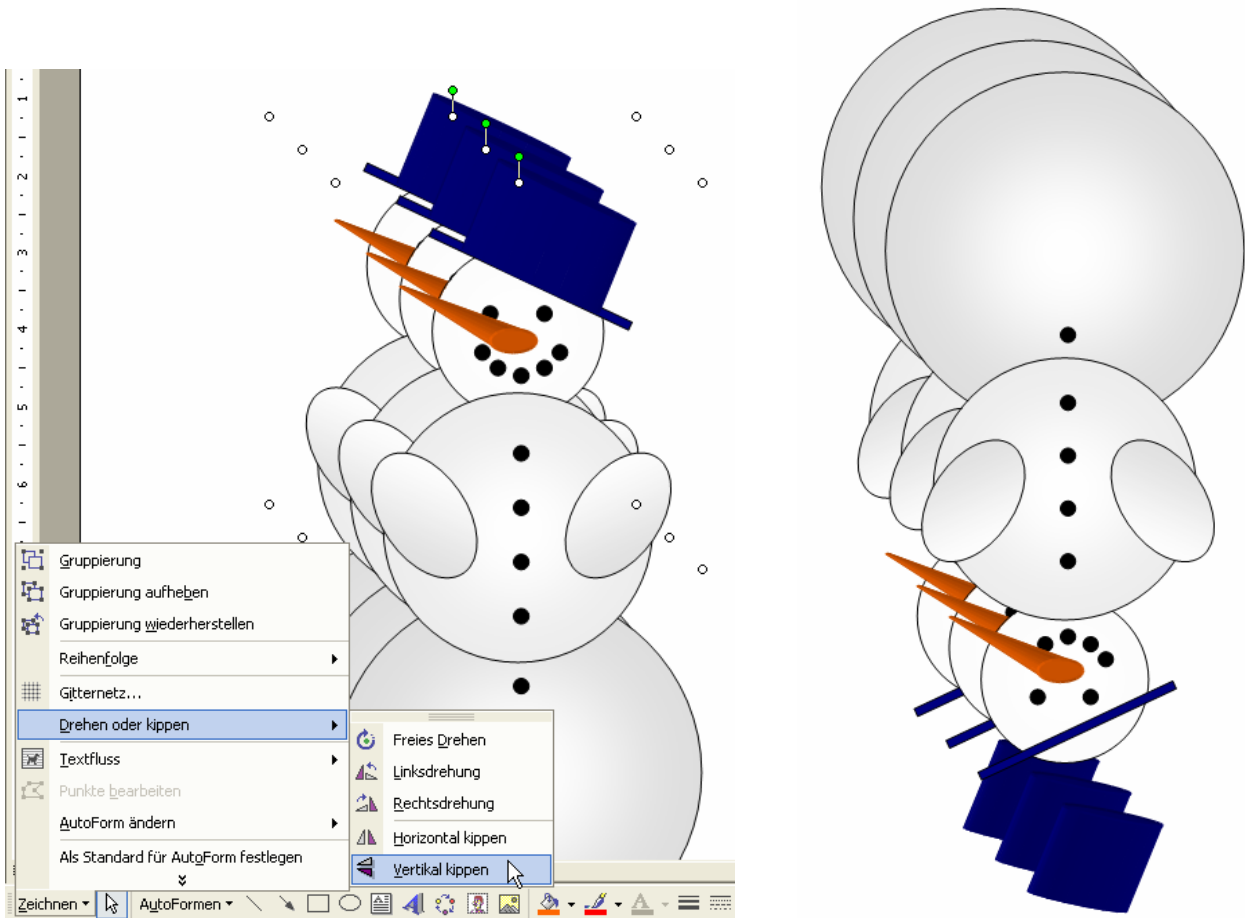 1
2
3
4
5
6
Gruppierung
Gruppierung aufheben
Gruppierung wiederherstellen
Reihenfolge
Gitternetz...
Drehen oder kippen
Textfluss
Punkte bearbeiten
AutoForm ändern
Als Standard für AutoForm festlegen
Freies Drehen
Linksdrehung
Rechtsdrehung
Horizontal kippen
Vertikal kippen
Zeichnen AutoFormen A A